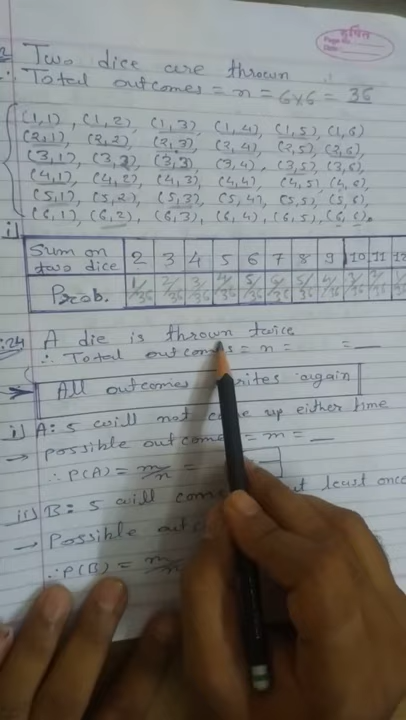 Two dice are thrown
∴ Total outcomes = n = 6x6 = 36
(1,1), (1,2), (1,3), (1,4), (1,5), (1,6)
(2,1), (2,2), (2,3), (2,4), (2,5), (2,6),
(3,1), (3,2), (3,3), (3,4), (3,5), (3,6),
(4,1), (4,2), (4,3), (4,4), (4,5) (4,6),
(5,1), (5,2), (5,3), (5,4), (5,5), (5,6)
(6,1), (6,2), (6,3), (6,4), (6,5), (6,6).
i)
Sum on two dice 2 3 4 5 6 7 8 9 10 11 12
Prob. 1/36 2/36 3/36 4/36 5/36 6/36 5/36 4/36 3/36 2/36
:24 A die is thrown twice
∴ Total outcomes = n = = __
All outcomes again
i) A: 5 will not come up either time
→ possible outcome = m = __
∴ P(A) = m/n =
ii) B: 5 will come least once
→ Possible
∴ P(B) = m/n